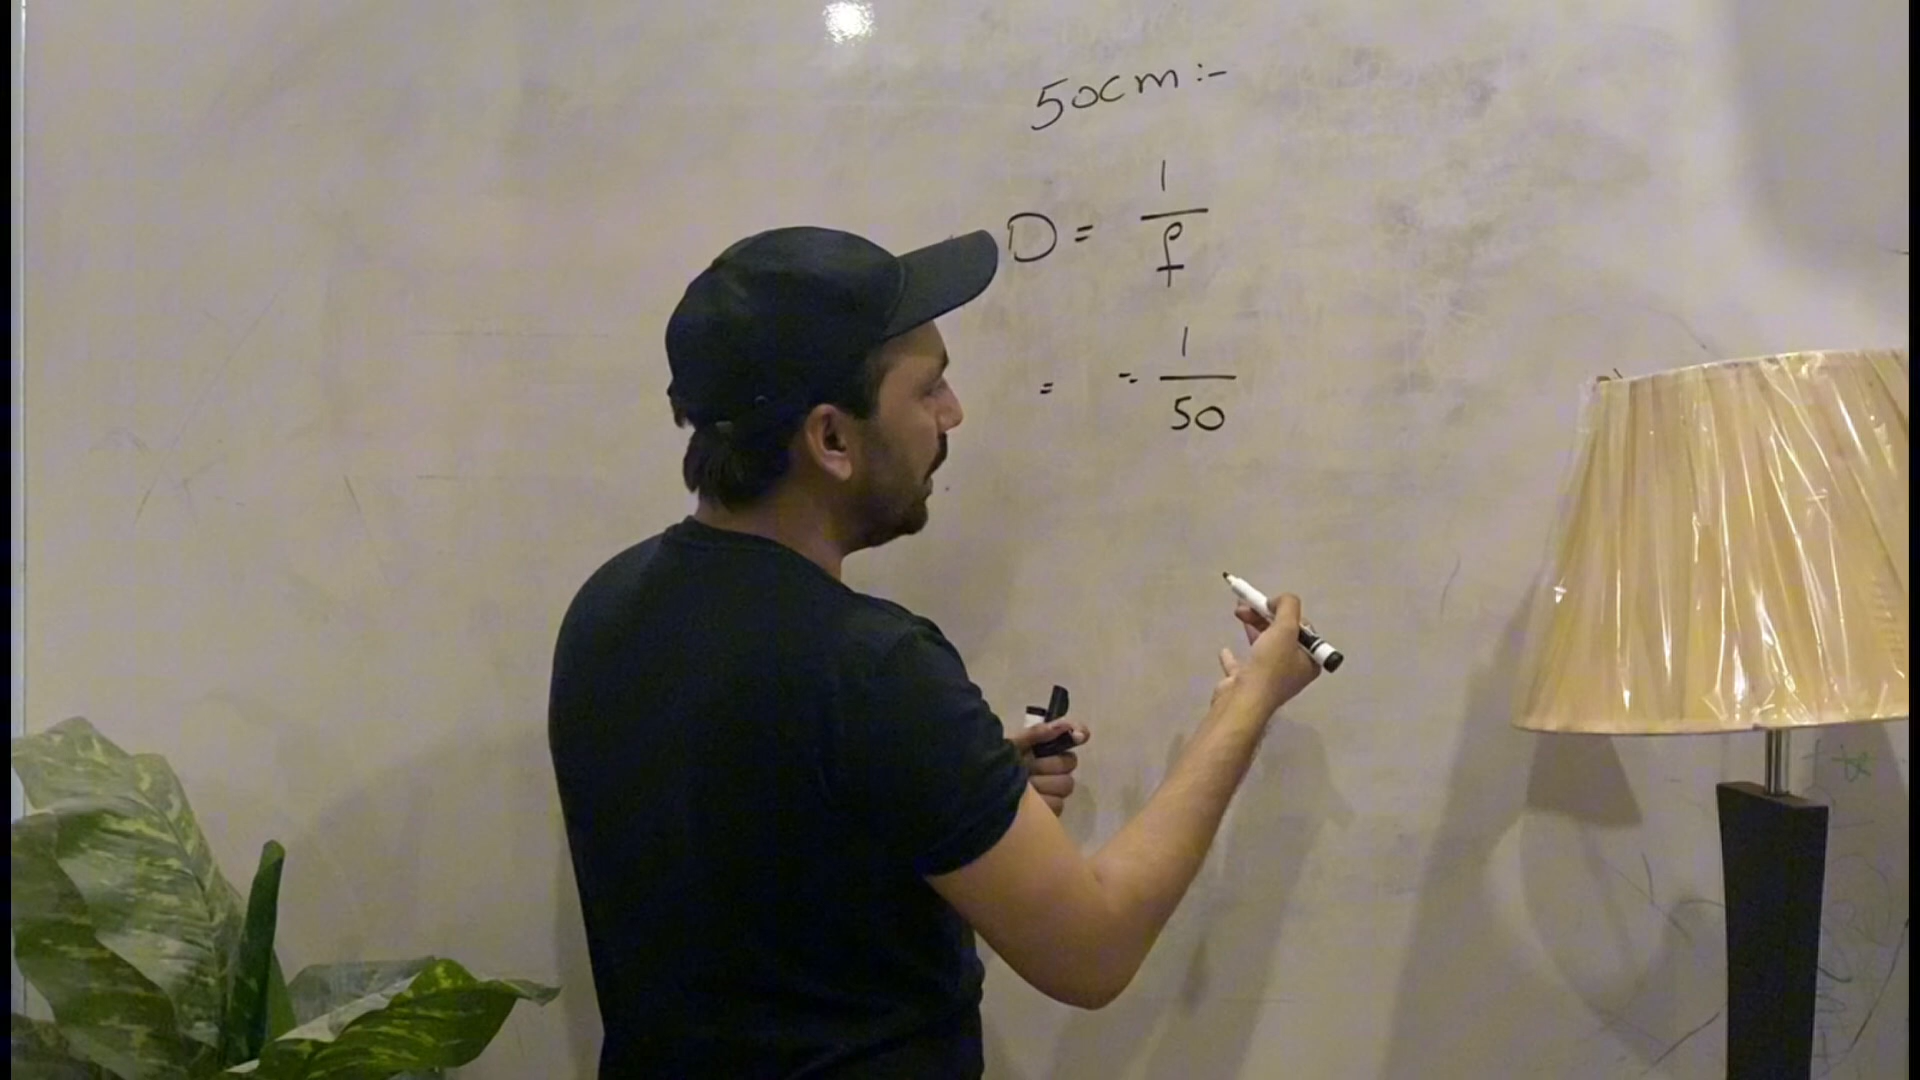 50cm :-
D = 1/f
= - 1/50